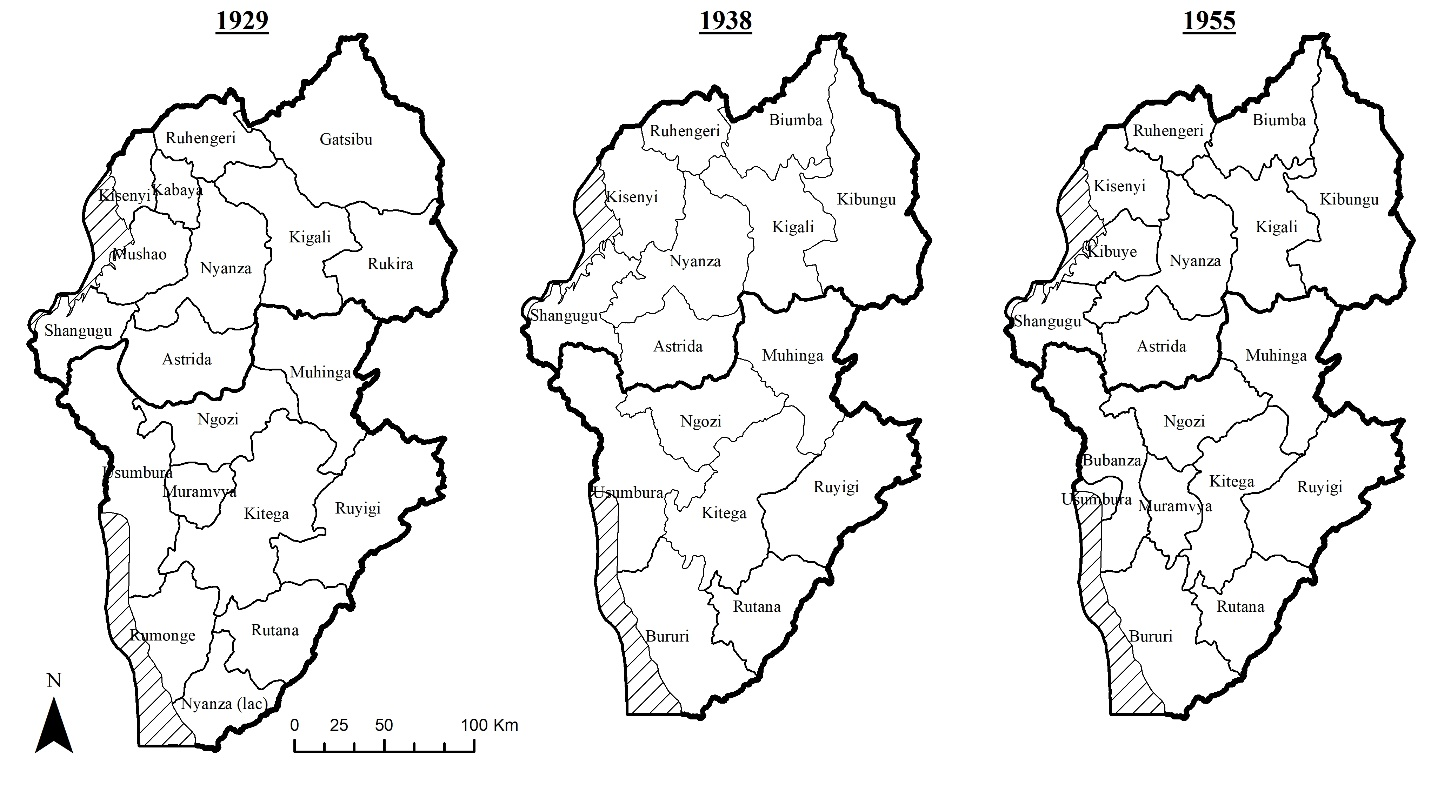 1929
Ruhengeri
Gatsibu
Kisenyi
Kabaya
Mushao
Nyanza
Kigali
Rukira
Shangugu
Astrida
Muhinga
Ngozi
Usumbura
Muramvya
Kitega
Ruyigi
Rumonge
Rutana
Nyanza (lac)
N
0 25 50 100 Km
1938
Ruhengeri
Biumba
Kisenyi
Kibungu
Kigali
Nyanza
Shangugu
Astrida
Muhinga
Ngozi
Usumbura
Kitega
Ruyigi
Rutana
Bururi
1955
Ruhengeri
Biumba
Kisenyi
Kibungu
Kigali
Kibuye
Nyanza
Shangugu
Astrida
Muhinga
Ngozi
Bubanza
Usumbura
Muramvya
Kitega
Ruyigi
Rutana
Bururi